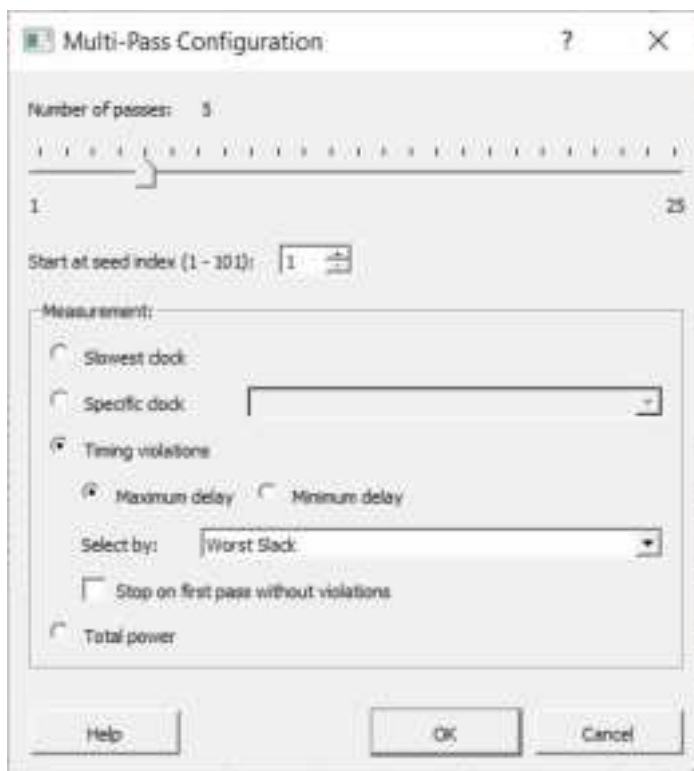 Multi-Pass Configuration ? ×
Number of passes: 5
1 25
Start at seed index (1 - 101): 1
Measurement:
Slowest clock
Specific clock
Timing violations
Maximum delay Minimum delay
Select by: Worst Slack
Stop on first pass without violations
Total power
Help OK Cancel